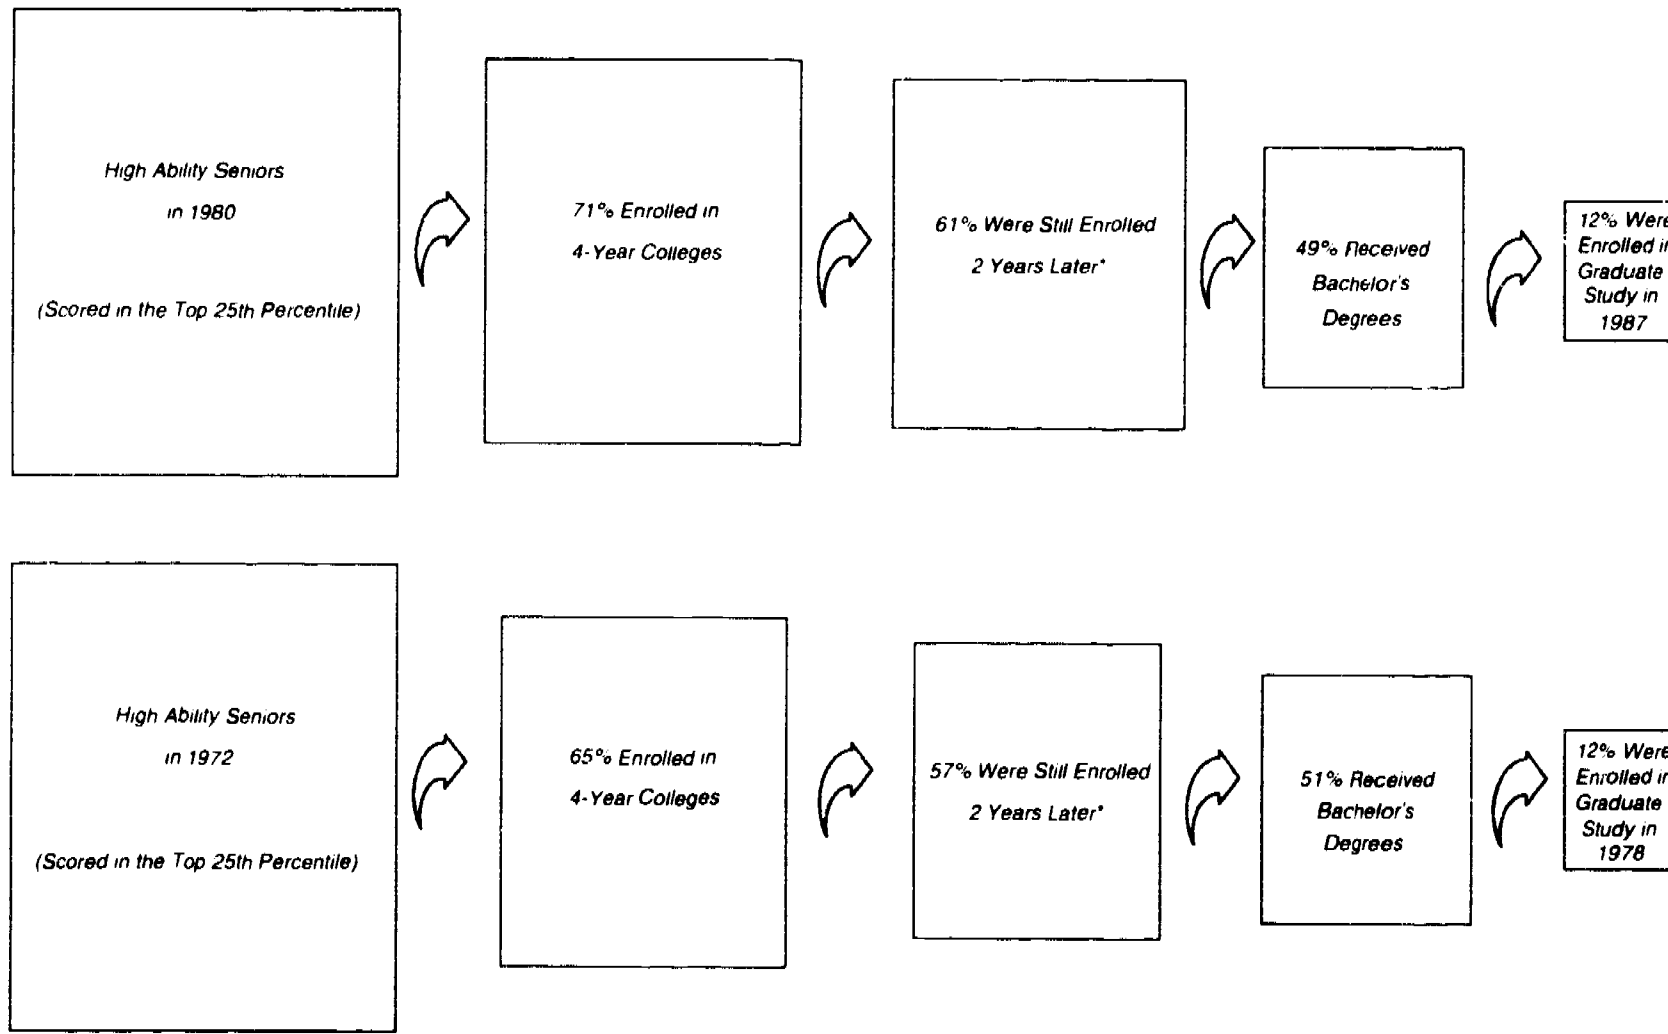 High Ability Seniors
in 1980
(Scored in the Top 25th Percentile)
71% Enrolled in
4-Year Colleges
61% Were Still Enrolled
2 Years Later*
49% Received
Bachelor's
Degrees
12% Were
Enrolled in
Graduate
Study in
1987
High Ability Seniors
in 1972
(Scored in the Top 25th Percentile)
65% Enrolled in
4-Year Colleges
57% Were Still Enrolled
2 Years Later*
51% Received
Bachelor's
Degrees
12% Were
Enrolled in
Graduate
Study in
1978